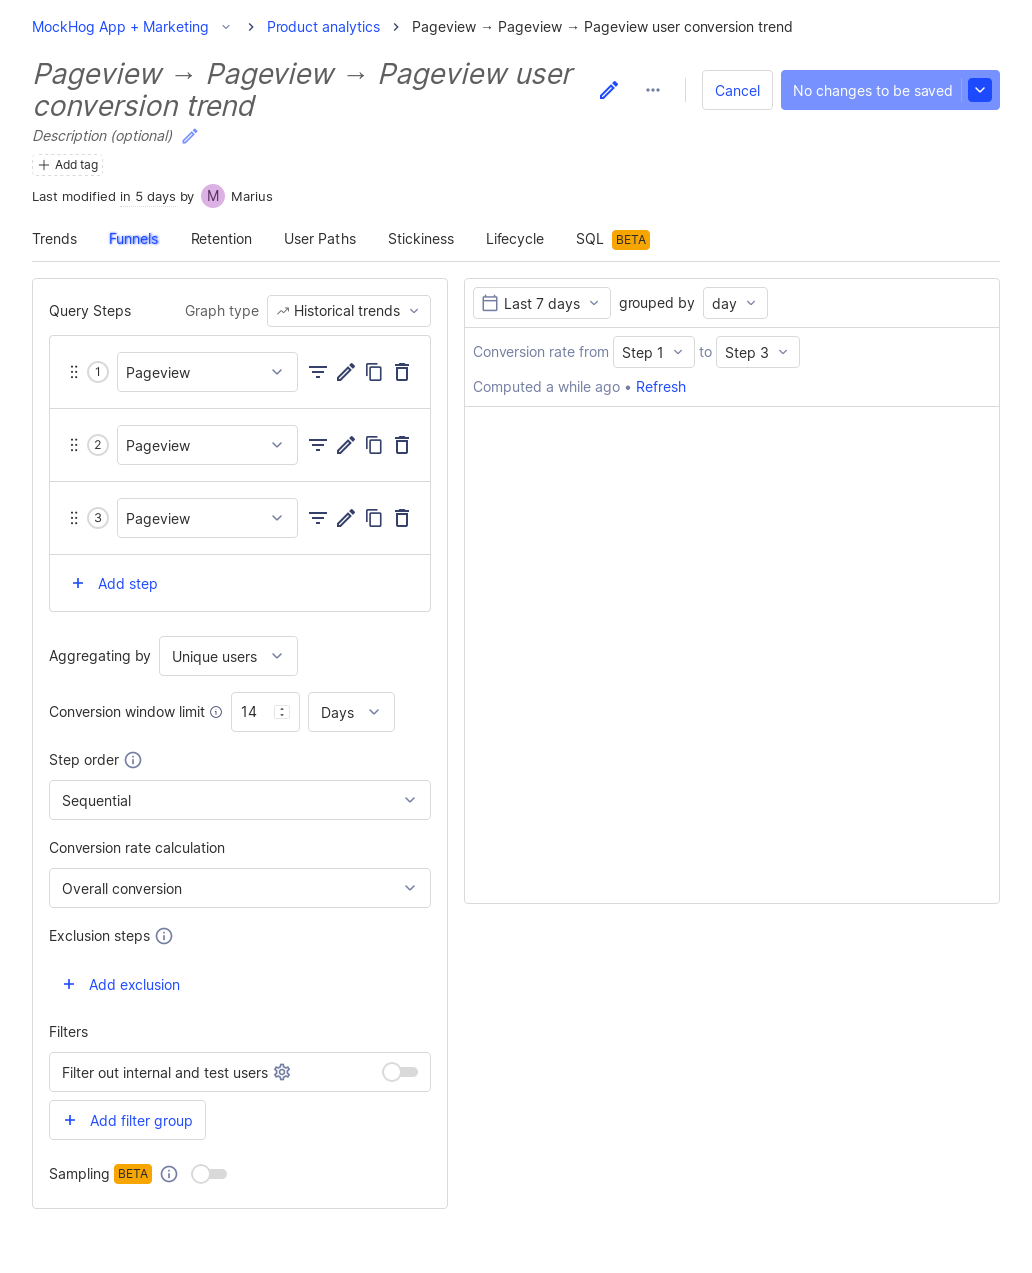 MockHog App + Marketing Product analytics Pageview → Pageview → Pageview user conversion trend
Pageview → Pageview → Pageview user
conversion trend
Cancel
No changes to be saved
Description (optional)
Add tag
Last modified in 5 days by M Marius
Trends Funnels Retention User Paths Stickiness Lifecycle SQL BETA
Query Steps
Graph type Historical trends
1 Pageview
2 Pageview
3 Pageview
Add step
Aggregating by Unique users
Conversion window limit 14 Days
Step order
Sequential
Conversion rate calculation
Overall conversion
Exclusion steps
Add exclusion
Filters
Filter out internal and test users
Add filter group
Sampling BETA
Last 7 days grouped by day
Conversion rate from Step 1 to Step 3
Computed a while ago • Refresh